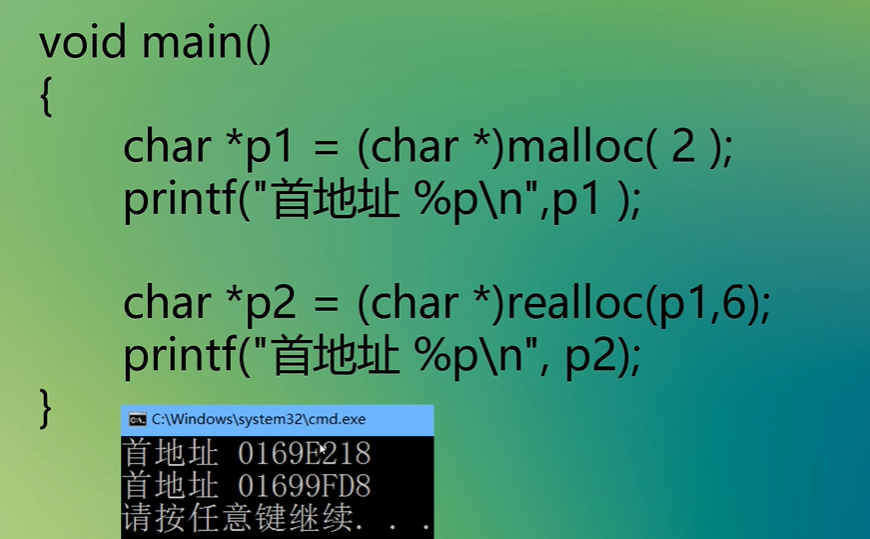 void main()
{
char *p1 = (char *)malloc( 2 );
printf("首地址 %p\n",p1 );
char *p2 = (char *)realloc(p1,6);
printf("首地址 %p\n", p2);
}
C:\Windows\system32\cmd.exe
首地址 0169E218
首地址 01699FD8
请按任意键继续. . .